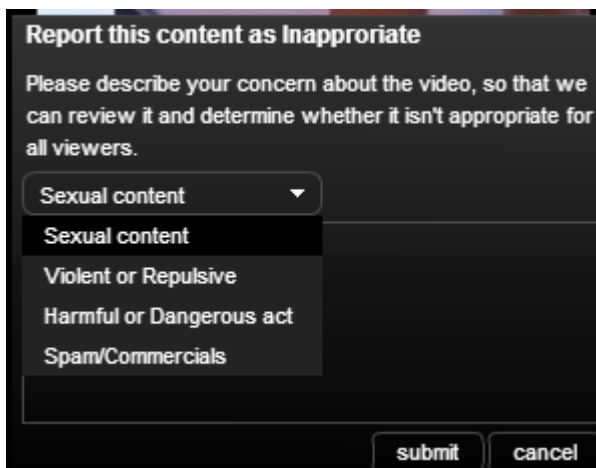 Report this content as Inapproriate
Please describe your concern about the video, so that we
can review it and determine whether it isn't appropriate for
all viewers.
Sexual content
Sexual content
Violent or Repulsive
Harmful or Dangerous act
Spam/Commercials
submit cancel